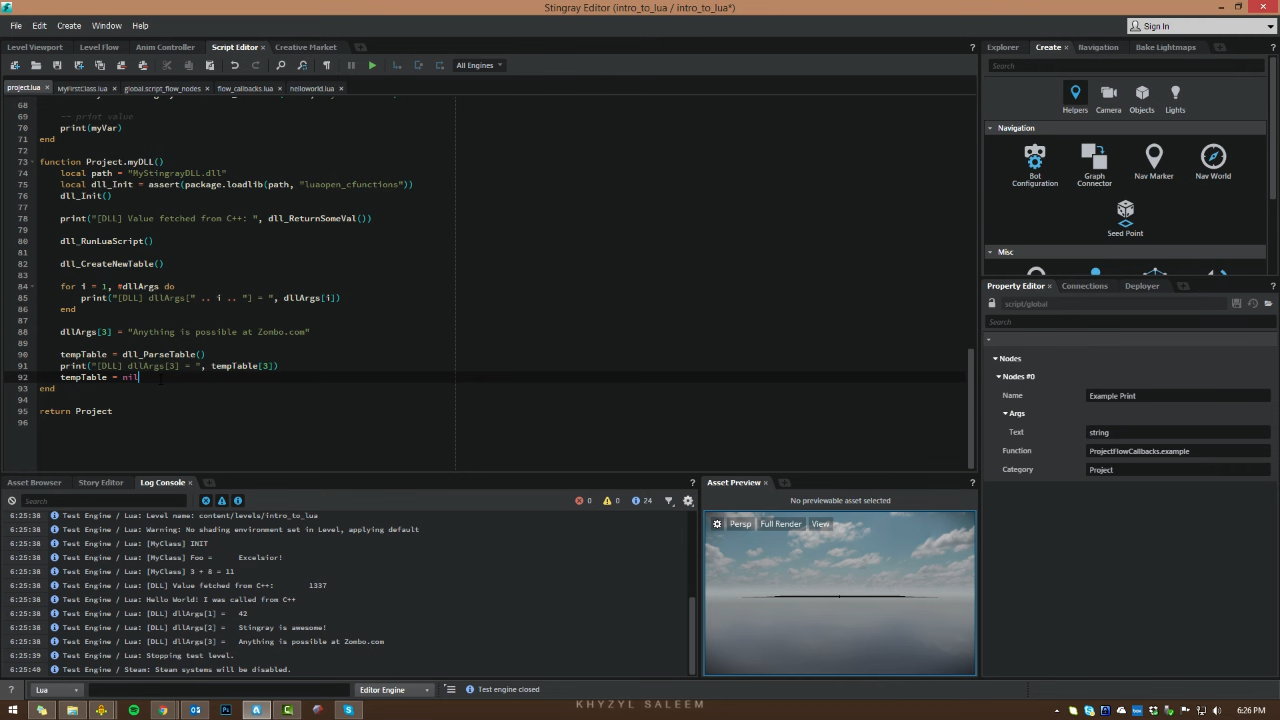 Stingray Editor (intro_to_lua / intro_to_lua*)
File Edit Create Window Help
Sign In
Level Viewport Level Flow Anim Controller Script Editor Creative Market
Explorer Create Navigation Bake Lightmaps
All Engines
Search
project.lua MyFirstClass.lua global.script_flow_nodes flow_callbacks.lua helloworld.lua
Helpers Camera Objects Lights
68
69 -- print value
70 print(myVar)
71 end
72
73 function Project.myDLL()
74 local path = "MyStingrayDLL.dll"
75 local dll_Init = assert(package.loadlib(path, "luaopen_cfunctions"))
76 dll_Init()
77
78 print("[DLL] Value fetched from C++: ", dll_ReturnSomeVal())
79
80 dll_RunLuaScript()
81
82 dll_CreateNewTable()
83
84 for i = 1, #dllArgs do
85 print("[DLL] dllArgs[" .. i .. "] = ", dllArgs[i])
86 end
87
88 dllArgs[3] = "Anything is possible at Zombo.com"
89
90 tempTable = dll_ParseTable()
91 print("[DLL] dllArgs[3] = ", tempTable[3])
92 tempTable = nil
93 end
94
95 return Project
96
Navigation
Bot Configuration
Graph Connector
Nav Marker
Nav World
Seed Point
Misc
Property Editor Connections Deployer
script/global
Search
Nodes
Nodes #0
Name Example Print
Args
Text string
Function ProjectFlowCallbacks.example
Category Project
Asset Browser Story Editor Log Console
Search
0 0 24
6:25:38 Test Engine / Lua: Level name: content/levels/intro_to_lua
6:25:38 Test Engine / Lua: Warning: No shading environment set in Level, applying default
6:25:38 Test Engine / Lua: [MyClass] INIT
6:25:38 Test Engine / Lua: [MyClass] Foo = Excelsior!
6:25:38 Test Engine / Lua: [MyClass] 3 + 8 = 11
6:25:38 Test Engine / Lua: [DLL] Value fetched from C++: 1337
6:25:38 Test Engine / Lua: Hello World! I was called from C++
6:25:38 Test Engine / Lua: [DLL] dllArgs[1] = 42
6:25:38 Test Engine / Lua: [DLL] dllArgs[2] = Stingray is awesome!
6:25:38 Test Engine / Lua: [DLL] dllArgs[3] = Anything is possible at Zombo.com
6:25:39 Test Engine / Lua: Stopping test level.
6:25:40 Test Engine / Steam: Steam systems will be disabled.
Asset Preview
No previewable asset selected
Persp Full Render View
? Lua Editor Engine Test engine closed
KHYZYL SALEEM
6:26 PM